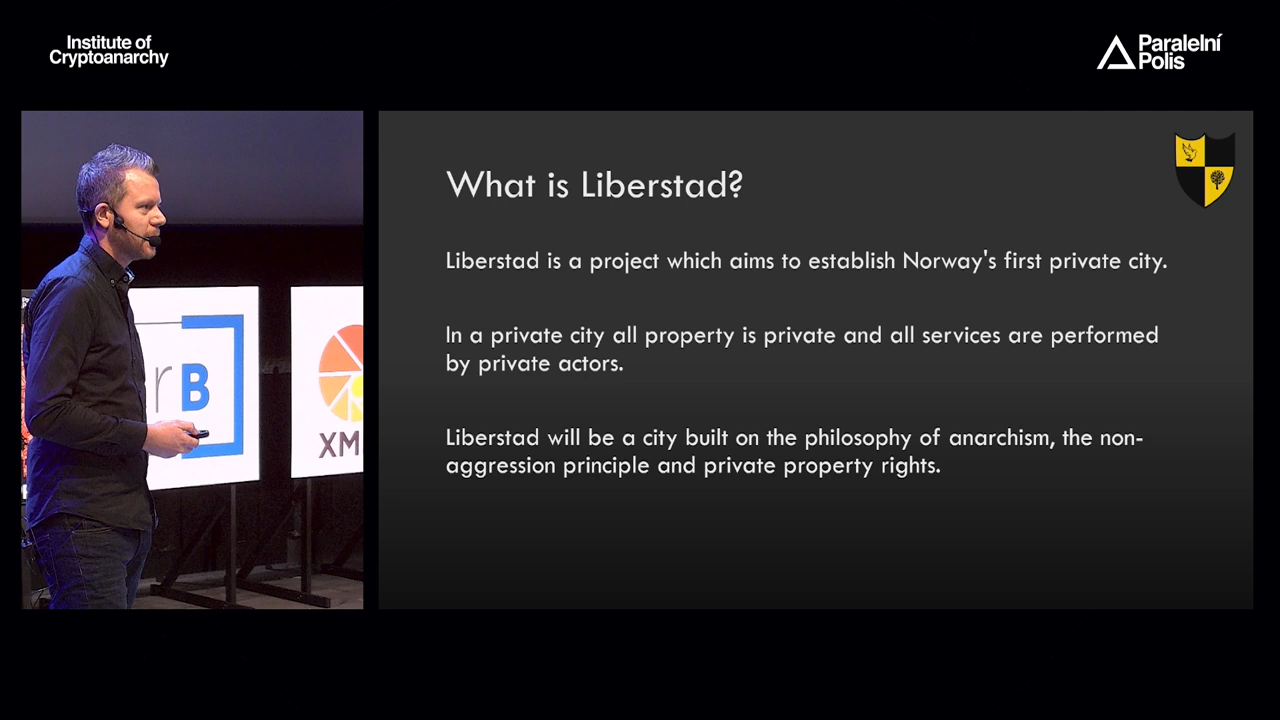 Institute of
Cryptoanarchy
Paralelní
Polis
rB
XM
What is Liberstad?
Liberstad is a project which aims to establish Norway's first private city.
In a private city all property is private and all services are performed
by private actors.
Liberstad will be a city built on the philosophy of anarchism, the non-
aggression principle and private property rights.